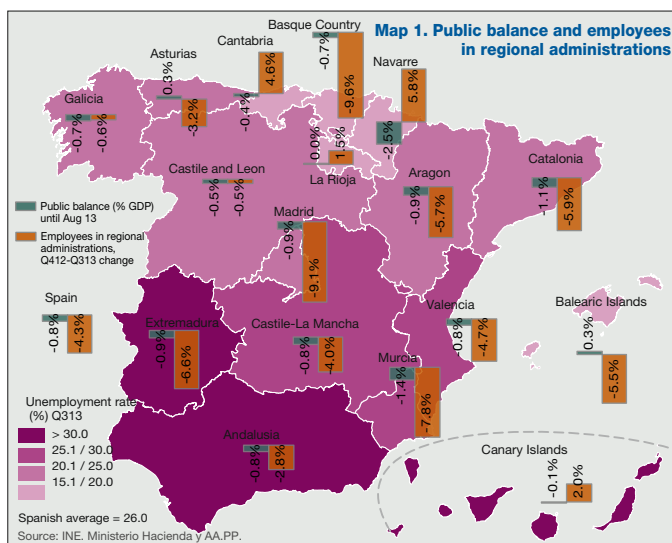 Map 1. Public balance and employees
in regional administrations
Basque Country
-0.7%
-9.6%
Cantabria
-0.4%
4.6%
Asturias
0.3%
-3.2%
Navarre
-2.5%
5.8%
Galicia
-0.7%
-0.6%
La Rioja
0.0%
1.5%
Castile and Leon
-0.5%
-0.5%
Aragon
-0.9%
-5.7%
Catalonia
-1.1%
-5.9%
Public balance (% GDP)
until Aug 13
Employees in regional
administrations,
Q412-Q313 change
Madrid
-0.9%
-9.1%
Spain
-0.8%
-4.3%
Extremadura
-0.9%
-6.6%
Castile-La Mancha
-0.8%
-4.0%
Valencia
-0.8%
-4.7%
Balearic Islands
0.3%
-5.5%
Murcia
-1.4%
-7.8%
Andalusia
-0.8%
-2.8%
Canary Islands
-0.1%
2.0%
Unemployment rate
(%) Q313
> 30.0
25.1 / 30.0
20.1 / 25.0
15.1 / 20.0
Spanish average = 26.0
Source: INE. Ministerio Hacienda y AA.PP.